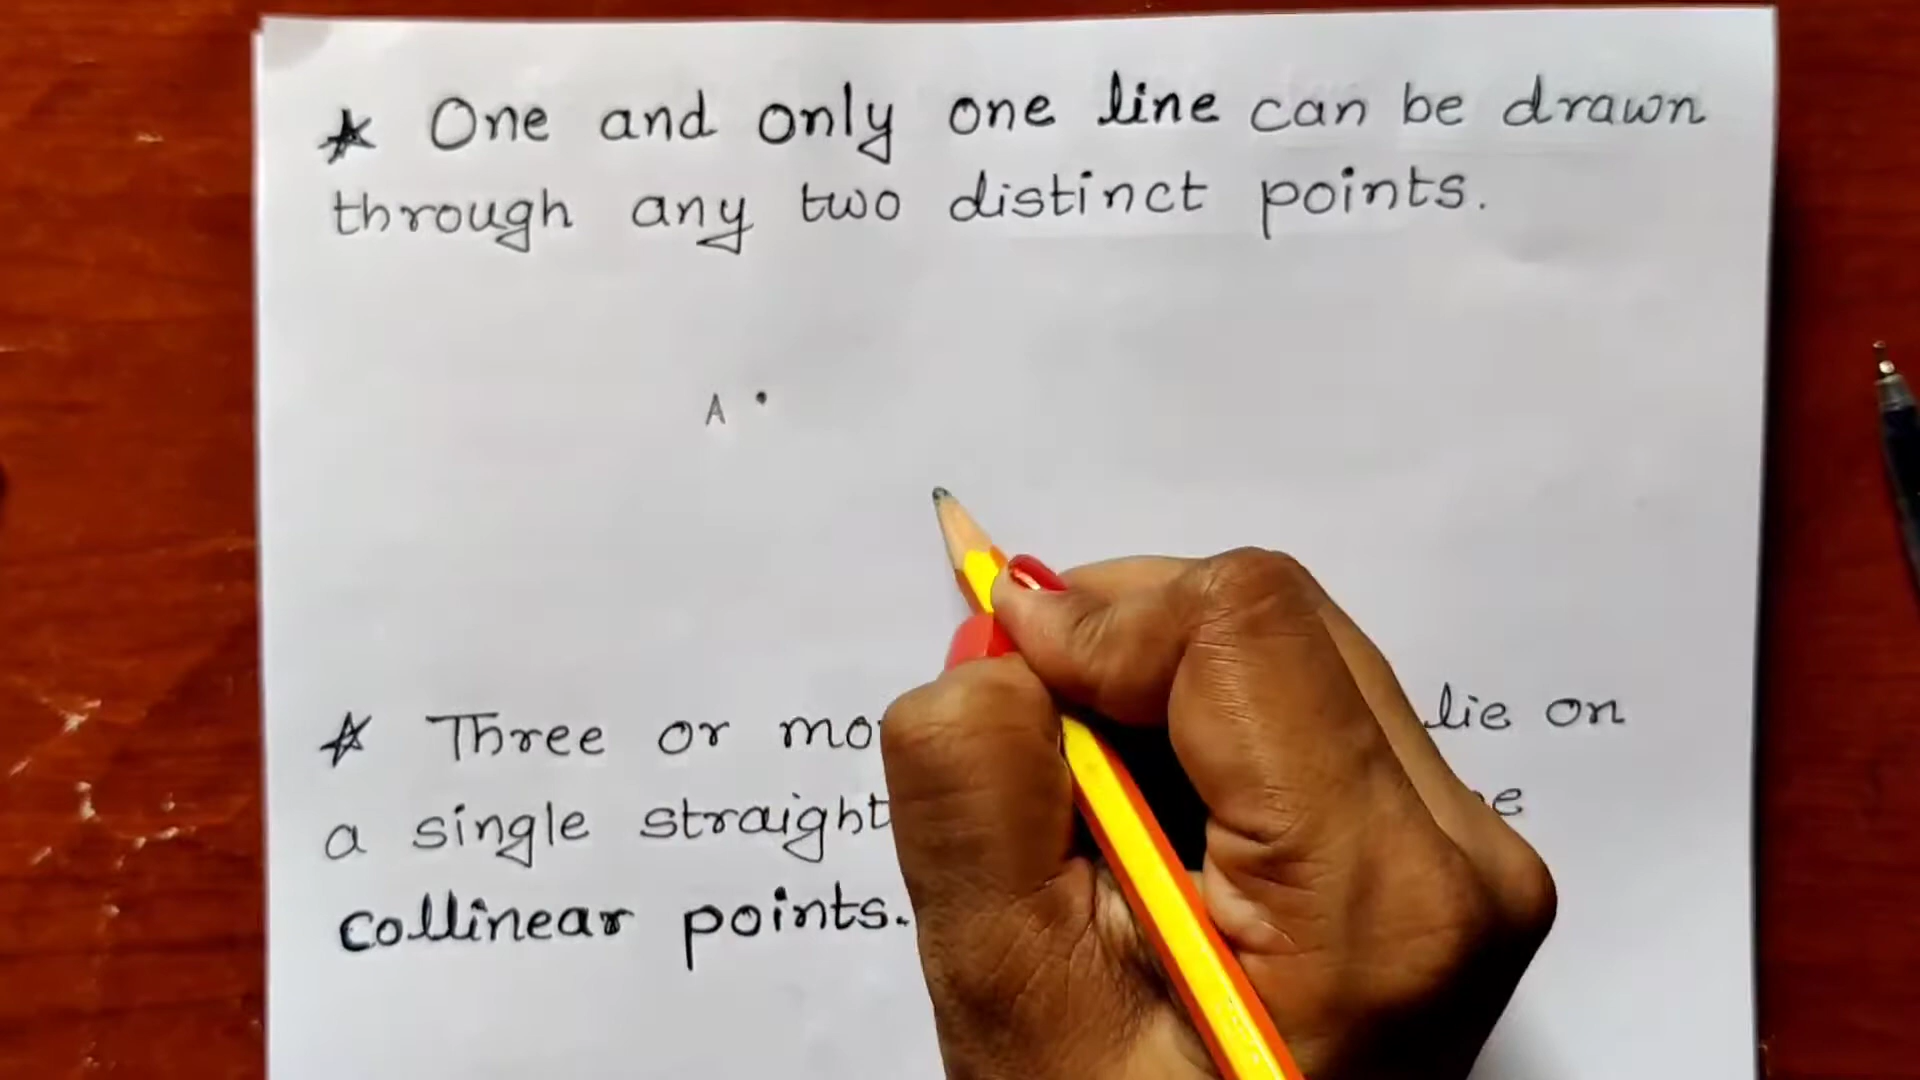 ★ One and only one line can be drawn
through any two distinct points.
A
★ Three or lie on
a single straight
collinear points.